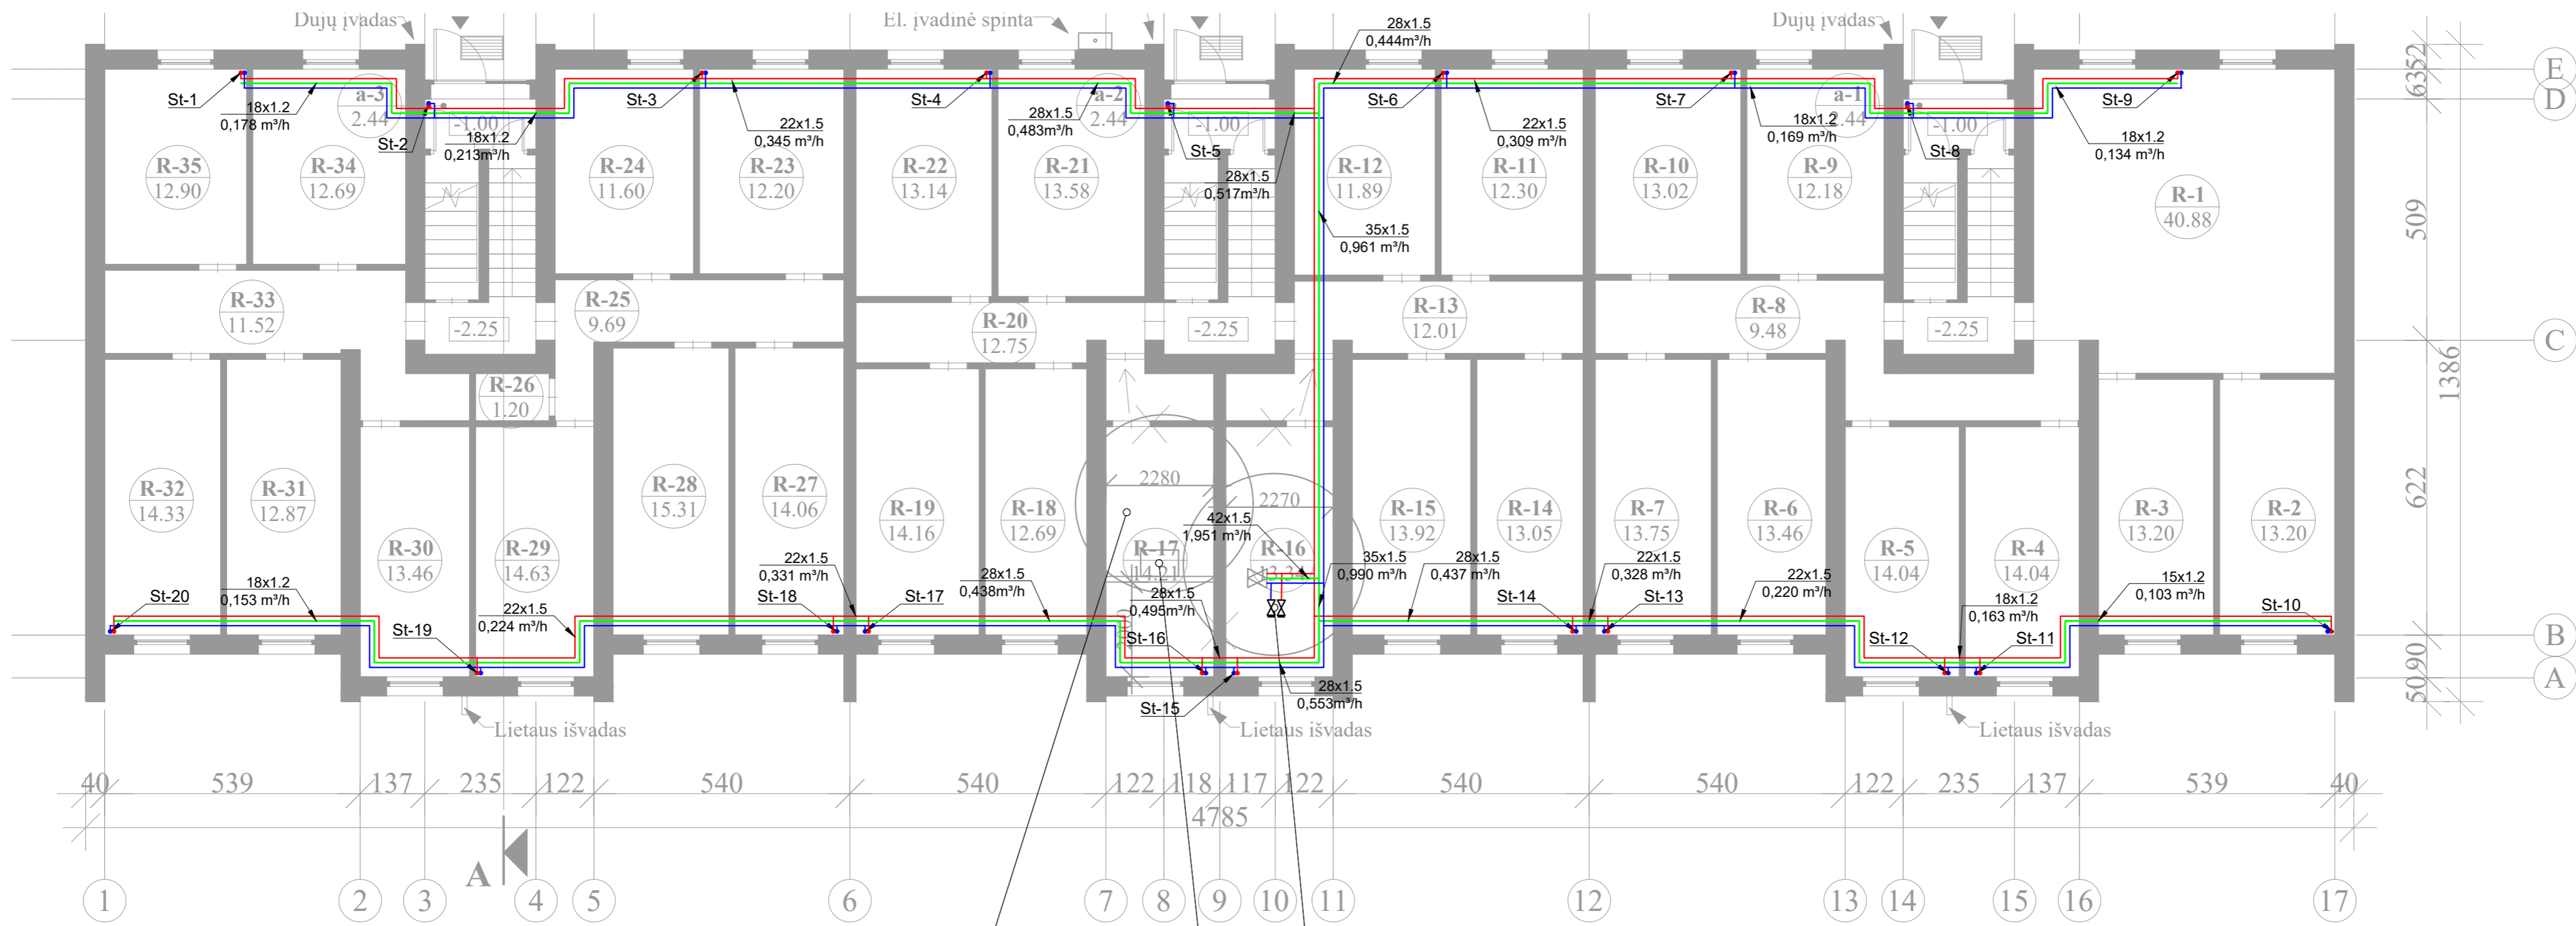 Dujų įvadas
El. įvadinė spinta
Dujų įvadas
28x1.5
0,444m³/h
St-1
18x1.2
0,178 m³/h
a-3
2.44
St-2
-1.00
18x1.2
0,213m³/h
St-3
22x1.5
0,345 m³/h
St-4
28x1.5
0,483m³/h
a-2
2.44
-1.00
St-5
28x1.5
0,517m³/h
St-6
22x1.5
0,309 m³/h
St-7
18x1.2
0,169 m³/h
a-1
2.44
-1.00
St-8
St-9
18x1.2
0,134 m³/h
35x1.5
0,961 m³/h
R-35
12.90
R-34
12.69
R-24
11.60
R-23
12.20
R-22
13.14
R-21
13.58
R-12
11.89
R-11
12.30
R-10
13.02
R-9
12.18
R-1
40.88
R-33
11.52
-2.25
R-25
9.69
R-20
12.75
-2.25
R-13
12.01
R-8
9.48
-2.25
R-26
1.20
R-32
14.33
R-31
12.87
R-30
13.46
R-29
14.63
R-28
15.31
R-27
14.06
R-19
14.16
R-18
12.69
R-17
14.21
R-16
R-15
13.92
R-14
13.05
R-7
13.75
R-6
13.46
R-5
14.04
R-4
14.04
R-3
13.20
R-2
13.20
2280
2270
42x1.5
1,951 m³/h
St-20
18x1.2
0,153 m³/h
St-19
22x1.5
0,224 m³/h
22x1.5
0,331 m³/h
St-18
St-17
28x1.5
0,438m³/h
28x1.5
0,495m³/h
St-16
St-15
35x1.5
0,990 m³/h
28x1.5
0,437 m³/h
28x1.5
0,553m³/h
St-14
22x1.5
0,328 m³/h
St-13
22x1.5
0,220 m³/h
St-12
18x1.2
0,163 m³/h
St-11
15x1.2
0,103 m³/h
St-10
Lietaus išvadas
Lietaus išvadas
Lietaus išvadas
40
539
137
235
122
540
540
122
118
117
122
540
540
122
235
137
539
40
4785
A
1
2
3
4
5
6
7
8
9
10
11
12
13
14
15
16
17
E
D
C
B
A
6352
509
622
5090
1386